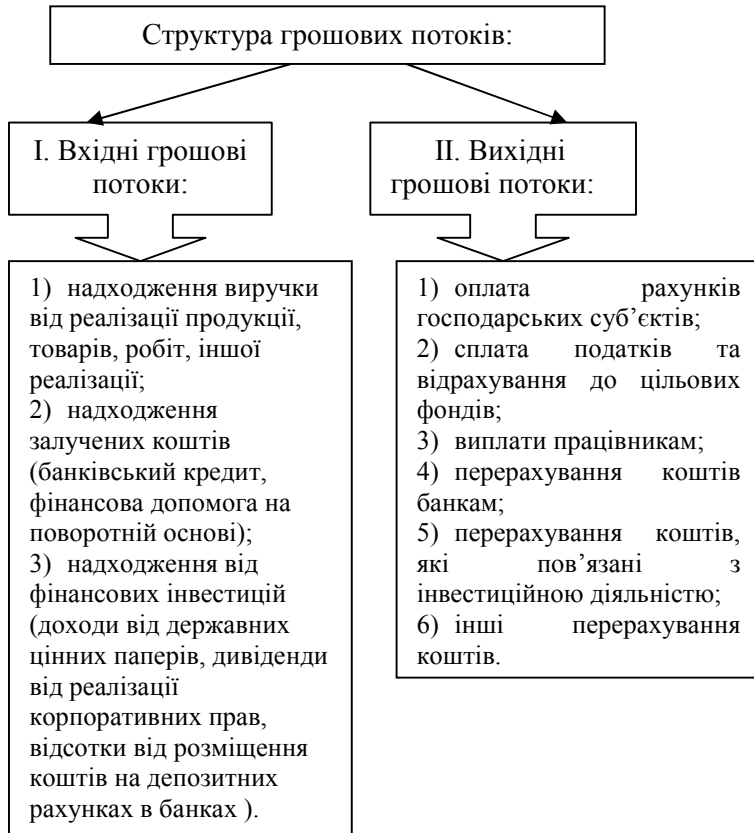 Структура грошових потоків:
І. Вхідні грошові
потоки:
1) надходження виручки
від реалізації продукції,
товарів, робіт, іншої
реалізації;
2) надходження
залучених коштів
(банківський кредит,
фінансова допомога на
поворотній основі);
3) надходження від
фінансових інвестицій
(доходи від державних
цінних паперів, дивіденди
від реалізації
корпоративних прав,
відсотки від розміщення
коштів на депозитних
рахунках в банках ).
ІІ. Вихідні
грошові потоки:
1) оплата рахунків
господарських суб’єктів;
2) сплата податків та
відрахування до цільових
фондів;
3) виплати працівникам;
4) перерахування коштів
банкам;
5) перерахування коштів,
які пов’язані з
інвестиційною діяльністю;
6) інші перерахування
коштів.